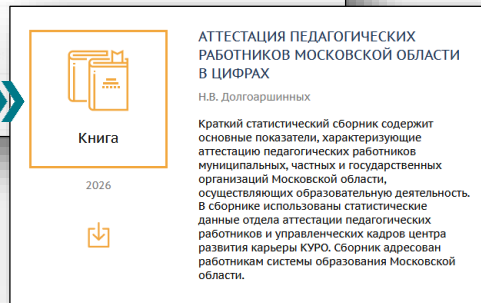 АТТЕСТАЦИЯ ПЕДАГОГИЧЕСКИХ
РАБОТНИКОВ МОСКОВСКОЙ ОБЛАСТИ
В ЦИФРАХ
Н.В. Долгоаршинных
Книга
2026
Краткий статистический сборник содержит
основные показатели, характеризующие
аттестацию педагогических работников
муниципальных, частных и государственных
организаций Московской области,
осуществляющих образовательную деятельность.
В сборнике использованы статистические
данные отдела аттестации педагогических
работников и управленческих кадров центра
развития карьеры КУРО. Сборник адресован
работникам системы образования Московской
области.